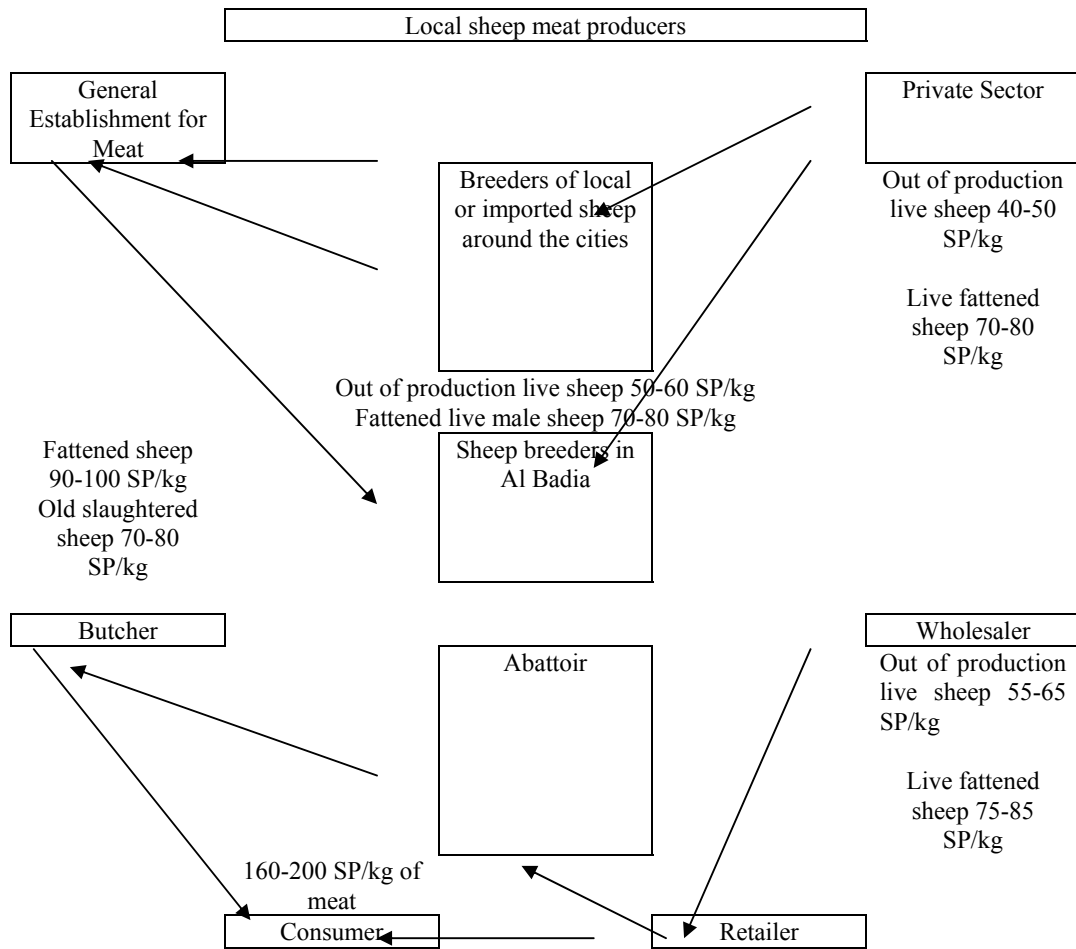 Local sheep meat producers
General
Establishment for
Meat
Private Sector
Breeders of local
or imported sheep
around the cities
Out of production
live sheep 40-50
SP/kg
Live fattened
sheep 70-80
SP/kg
Out of production live sheep 50-60 SP/kg
Fattened live male sheep 70-80 SP/kg
Sheep breeders in
Al Badia
Fattened sheep
90-100 SP/kg
Old slaughtered
sheep 70-80
SP/kg
Butcher
Abattoir
Wholesaler
Out of production
live sheep 55-65
SP/kg
Live fattened
sheep 75-85
SP/kg
160-200 SP/kg of
meat
Consumer
Retailer